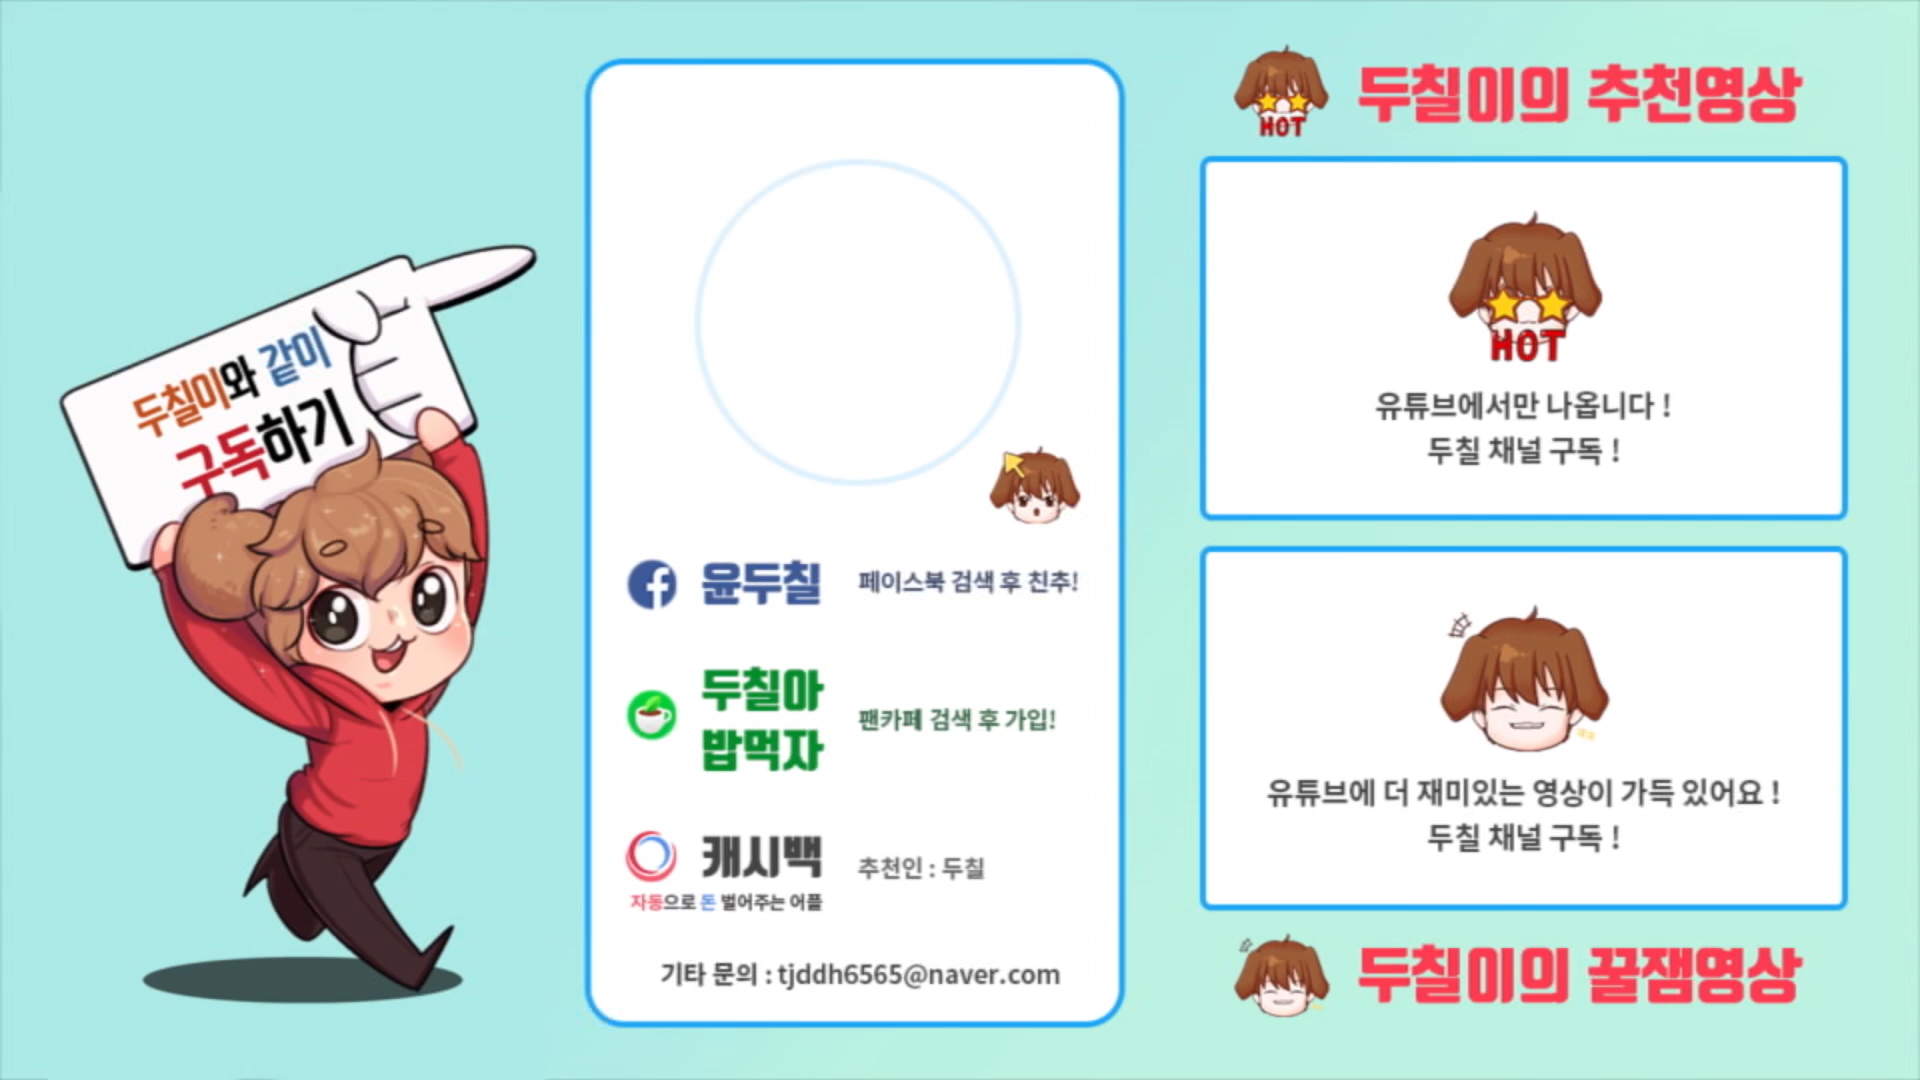 두칠이와 같이
구독하기
윤두칠
페이스북 검색 후 친추!
두칠아
밥먹자
팬카페 검색 후 가입!
캐시백
추천인 : 두칠
자동으로 돈 벌어주는 어플
기타 문의 : tjddh6565@naver.com
HOT
두칠이의 추천영상
HOT
유튜브에서만 나옵니다 !
두칠 채널 구독 !
유튜브에 더 재미있는 영상이 가득 있어요 !
두칠 채널 구독 !
두칠이의 꿀잼영상